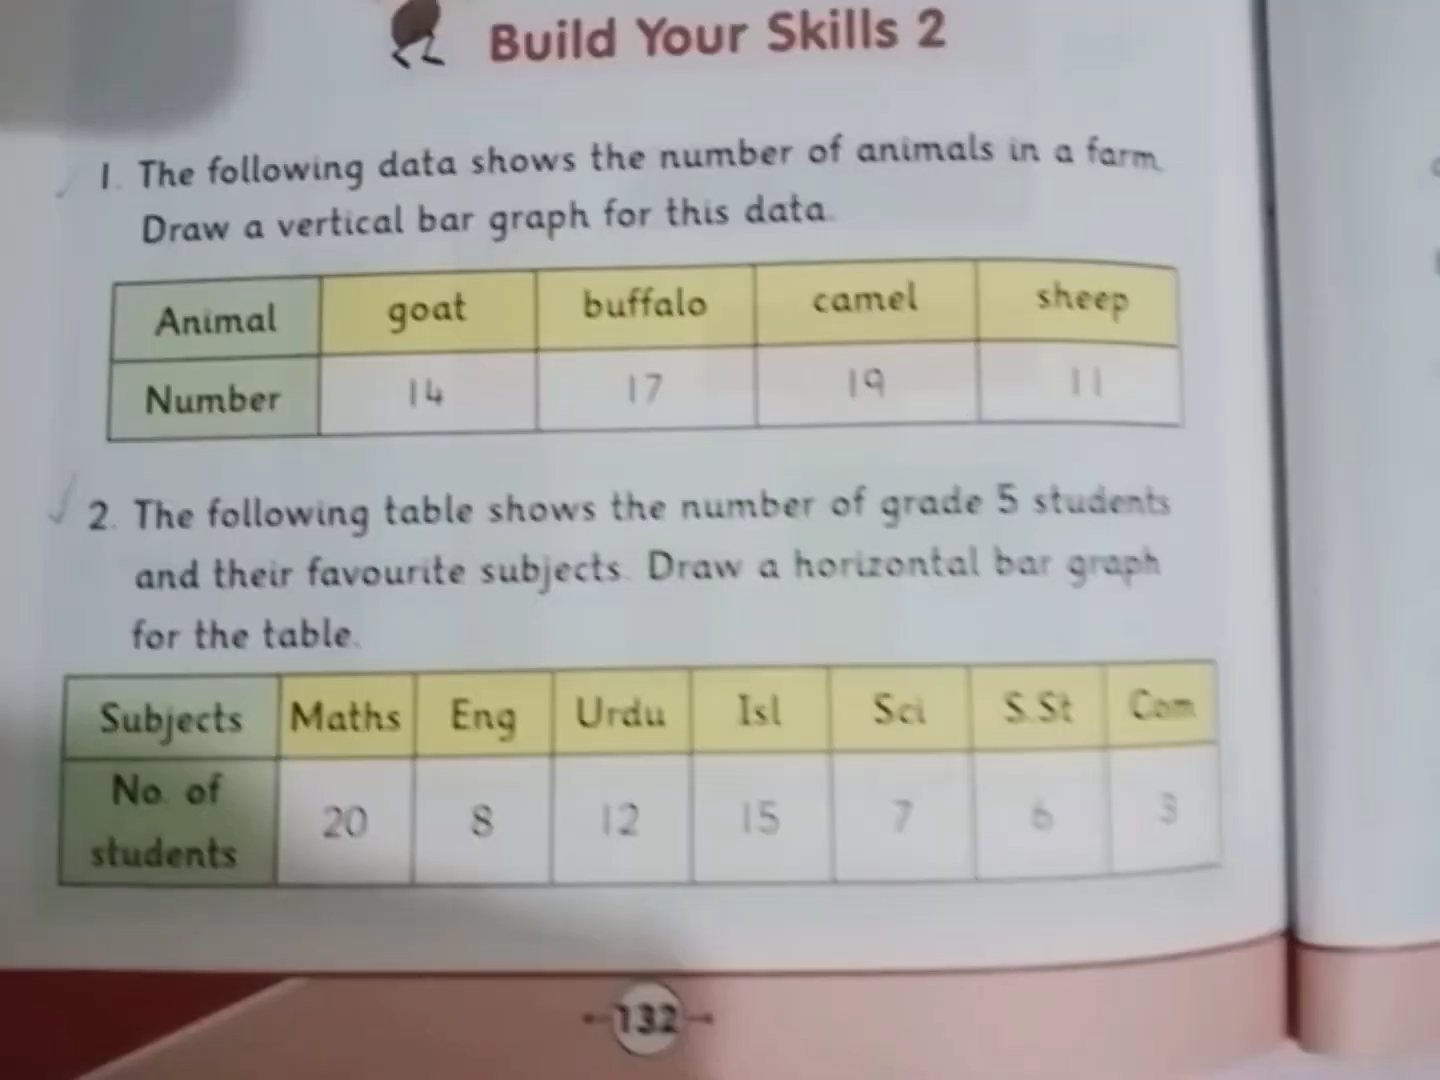 Build Your Skills 2
1. The following data shows the number of animals in a farm.
Draw a vertical bar graph for this data.
Animal goat buffalo camel sheep
Number 14 17 19 11
2. The following table shows the number of grade 5 students
and their favourite subjects. Draw a horizontal bar graph
for the table.
Subjects Maths Eng Urdu Isl Sci S.St Com
No. of students 20 8 12 15 7 6 3
132